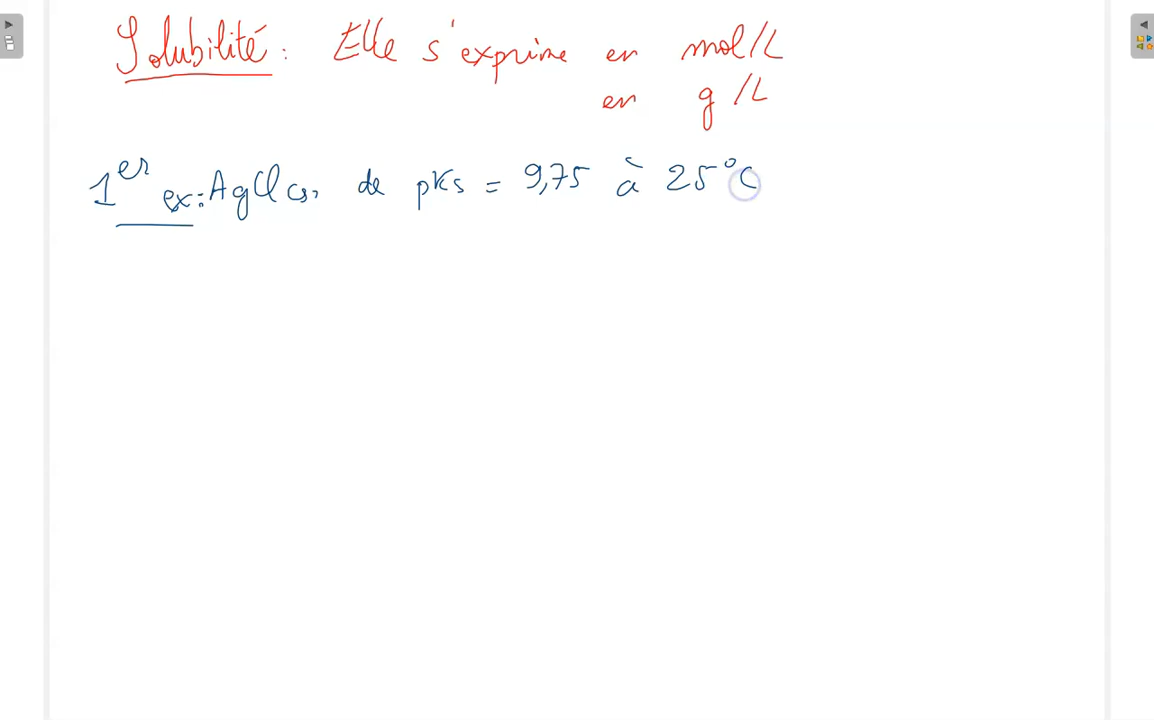 Solubilité : Elle s'exprime en mol/L
en g/L
1er ex: AgCl(s) de pKs = 9,75 à 25°C